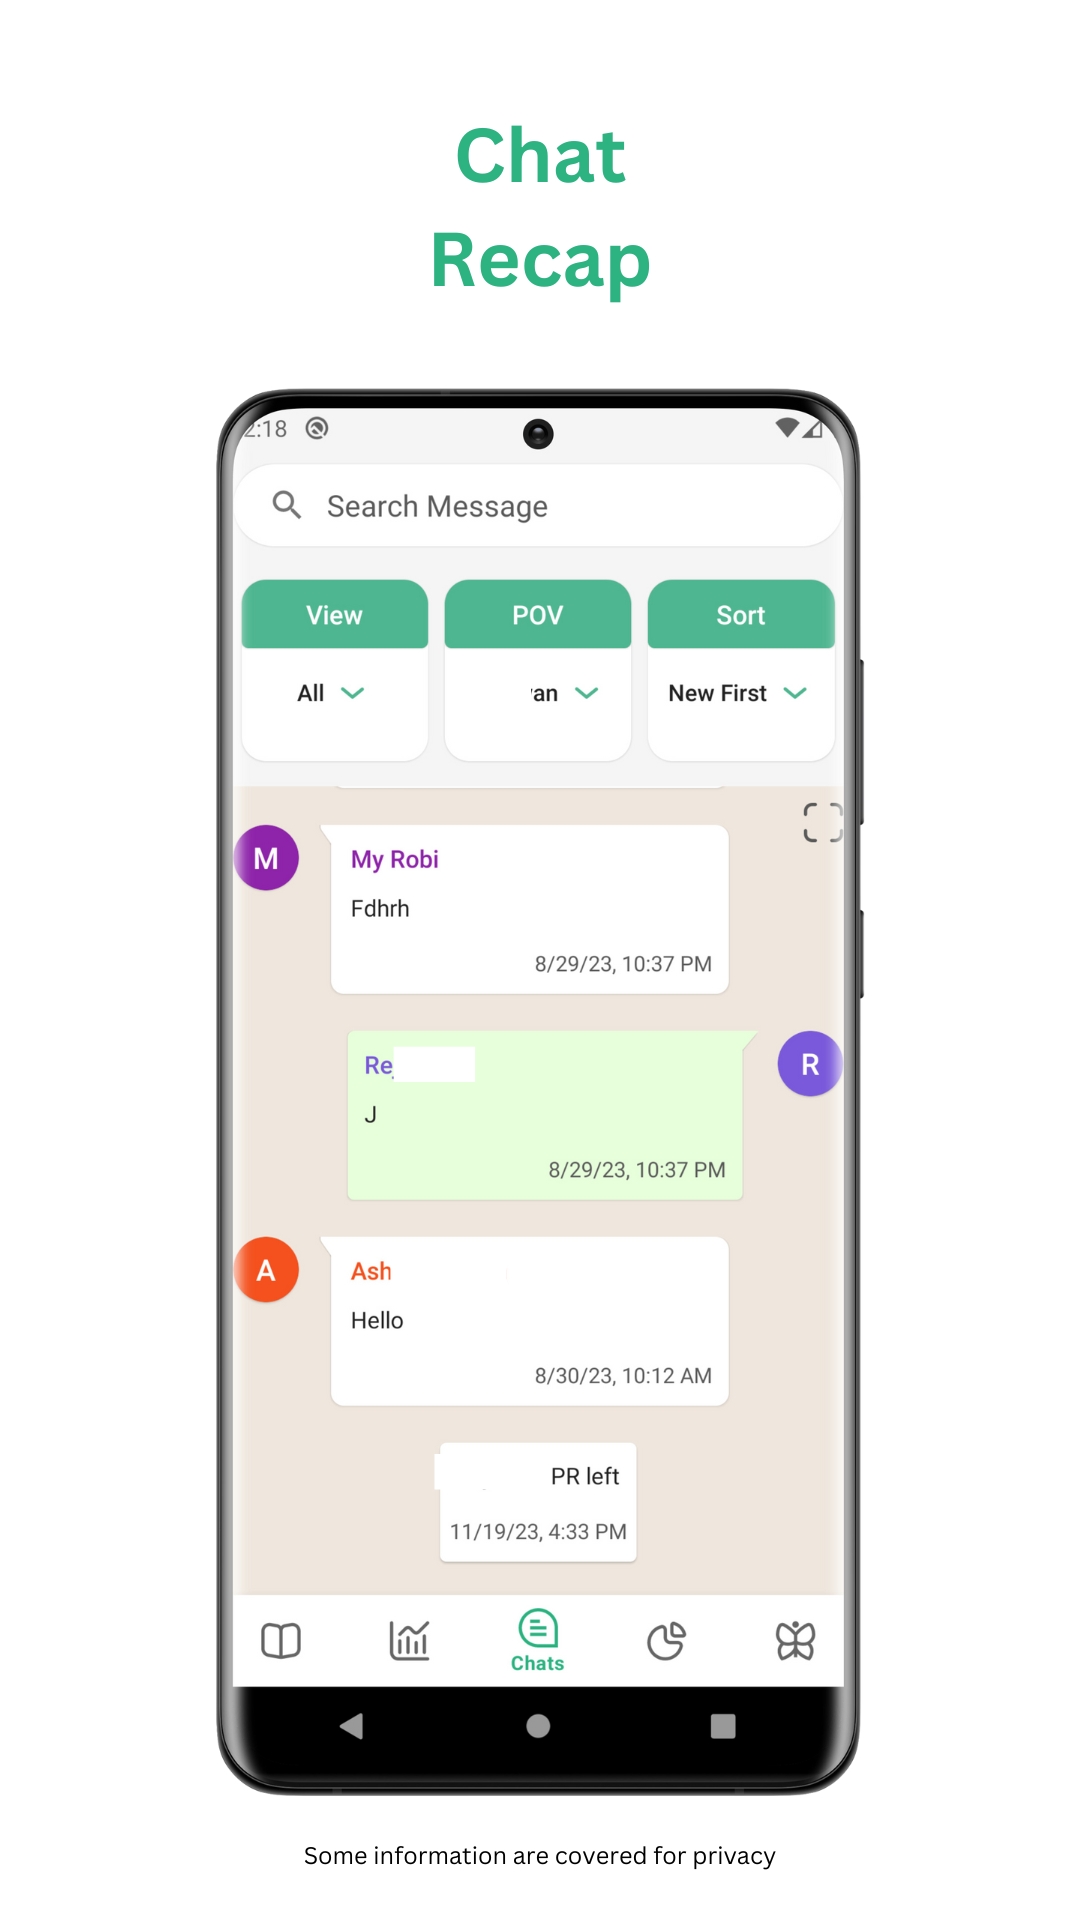 Chat
Recap
2:18
Search Message
View
POV
Sort
All
New First
M
My Robi
Fdhrh
8/29/23, 10:37 PM
R
J
8/29/23, 10:37 PM
A
Ash
Hello
8/30/23, 10:12 AM
PR left
11/19/23, 4:33 PM
Chats
Some information are covered for privacy